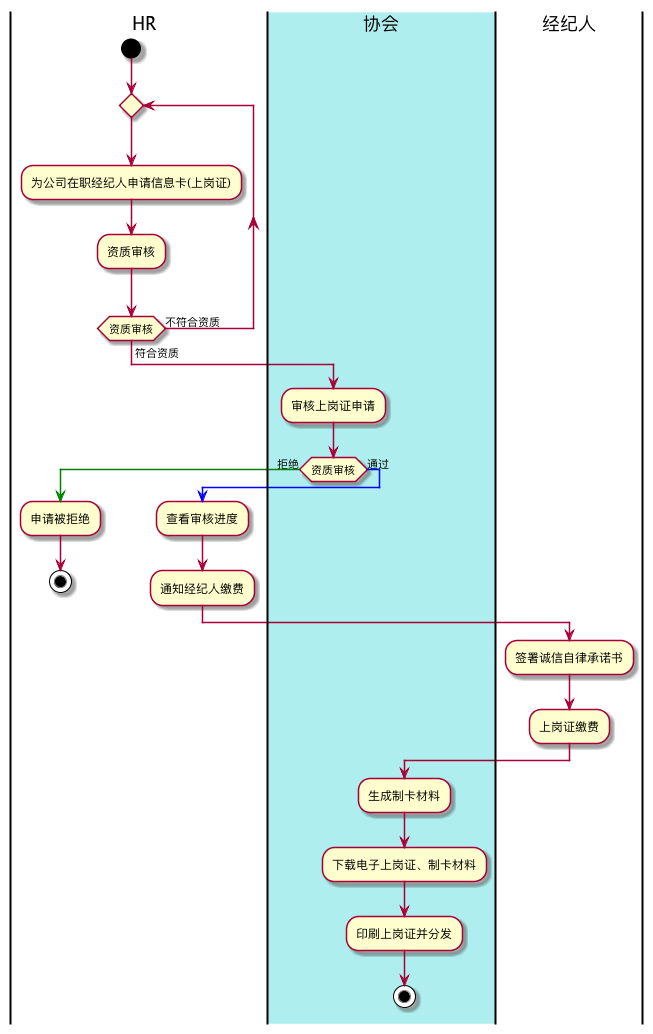 HR
协会
经纪人
为公司在职经纪人申请信息卡(上岗证)
资质审核
资质审核
不符合资质
符合资质
审核上岗证申请
拒绝
资质审核
通过
申请被拒绝
查看审核进度
通知经纪人缴费
签署诚信自律承诺书
上岗证缴费
生成制卡材料
下载电子上岗证、制卡材料
印刷上岗证并分发